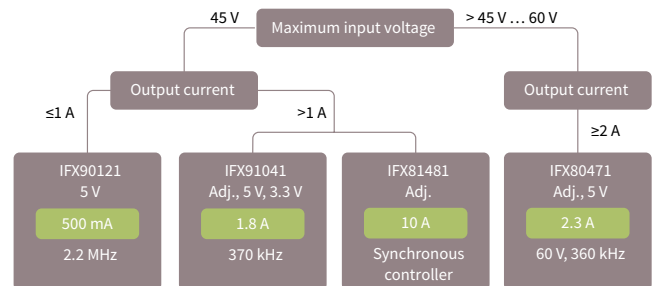 45 V
Maximum input voltage
> 45 V … 60 V
Output current
Output current
≤1 A
>1 A
≥2 A
IFX90121
5 V
500 mA
2.2 MHz
IFX91041
Adj., 5 V, 3.3 V
1.8 A
370 kHz
IFX81481
Adj.
10 A
Synchronous
controller
IFX80471
Adj., 5 V
2.3 A
60 V, 360 kHz